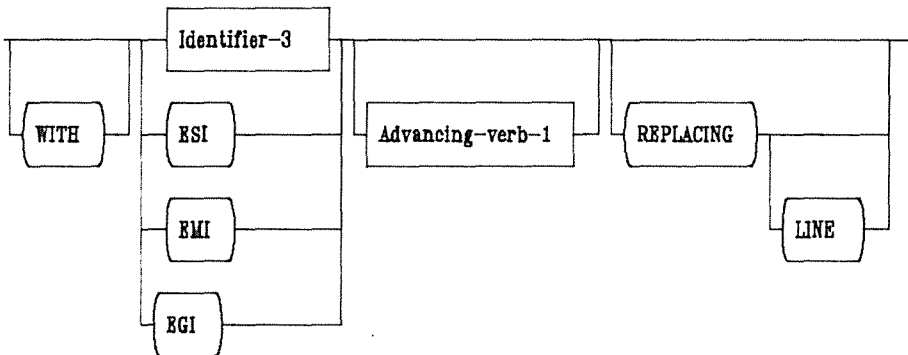 Identifier-3
WITH
ESI
Advancing-verb-1
REPLACING
EMI
LINE
EGI